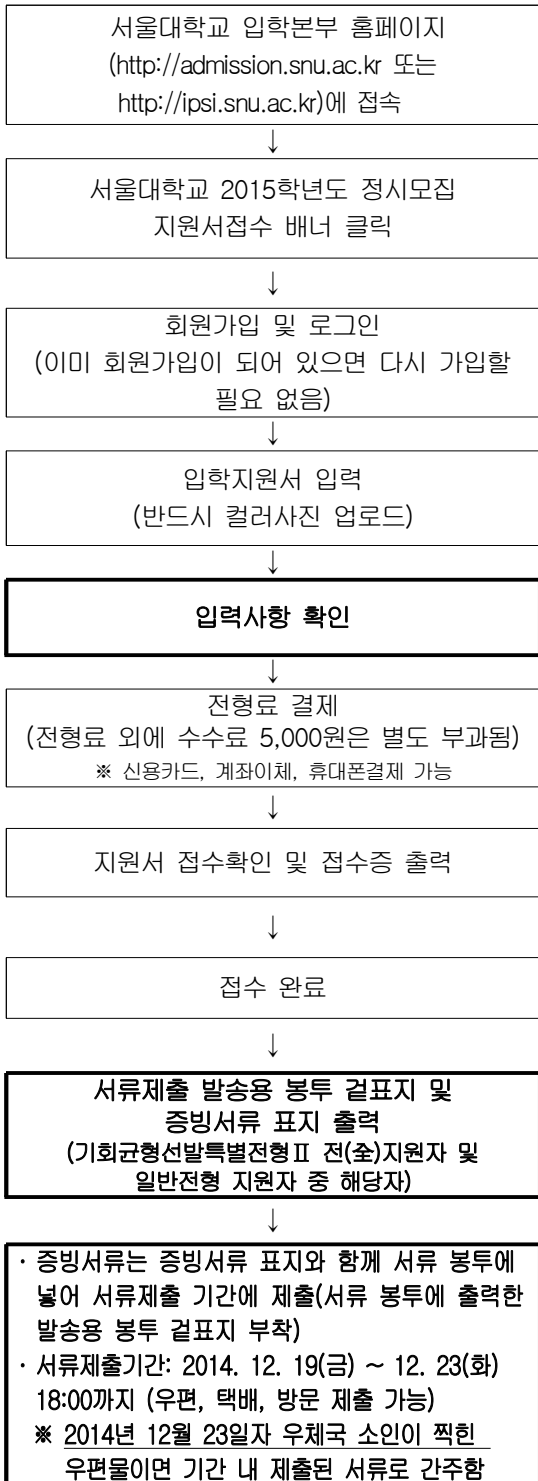 서울대학교 입학본부 홈페이지
(http://admission.snu.ac.kr 또는
http://ipsi.snu.ac.kr)에 접속
↓
서울대학교 2015학년도 정시모집
지원서접수 배너 클릭
↓
회원가입 및 로그인
(이미 회원가입이 되어 있으면 다시 가입할
필요 없음)
↓
입학지원서 입력
(반드시 컬러사진 업로드)
↓
입력사항 확인
↓
전형료 결제
(전형료 외에 수수료 5,000원은 별도 부과됨)
※ 신용카드, 계좌이체, 휴대폰결제 가능
↓
지원서 접수확인 및 접수증 출력
↓
접수 완료
↓
서류제출 발송용 봉투 겉표지 및
증빙서류 표지 출력
(기회균형선발특별전형Ⅱ 전(全)지원자 및
일반전형 지원자 중 해당자)
↓
· 증빙서류는 증빙서류 표지와 함께 서류 봉투에
넣어 서류제출 기간에 제출(서류 봉투에 출력한
발송용 봉투 겉표지 부착)
· 서류제출기간: 2014. 12. 19(금) ~ 12. 23(화)
18:00까지 (우편, 택배, 방문 제출 가능)
※ 2014년 12월 23일자 우체국 소인이 찍힌
우편물이면 기간 내 제출된 서류로 간주함